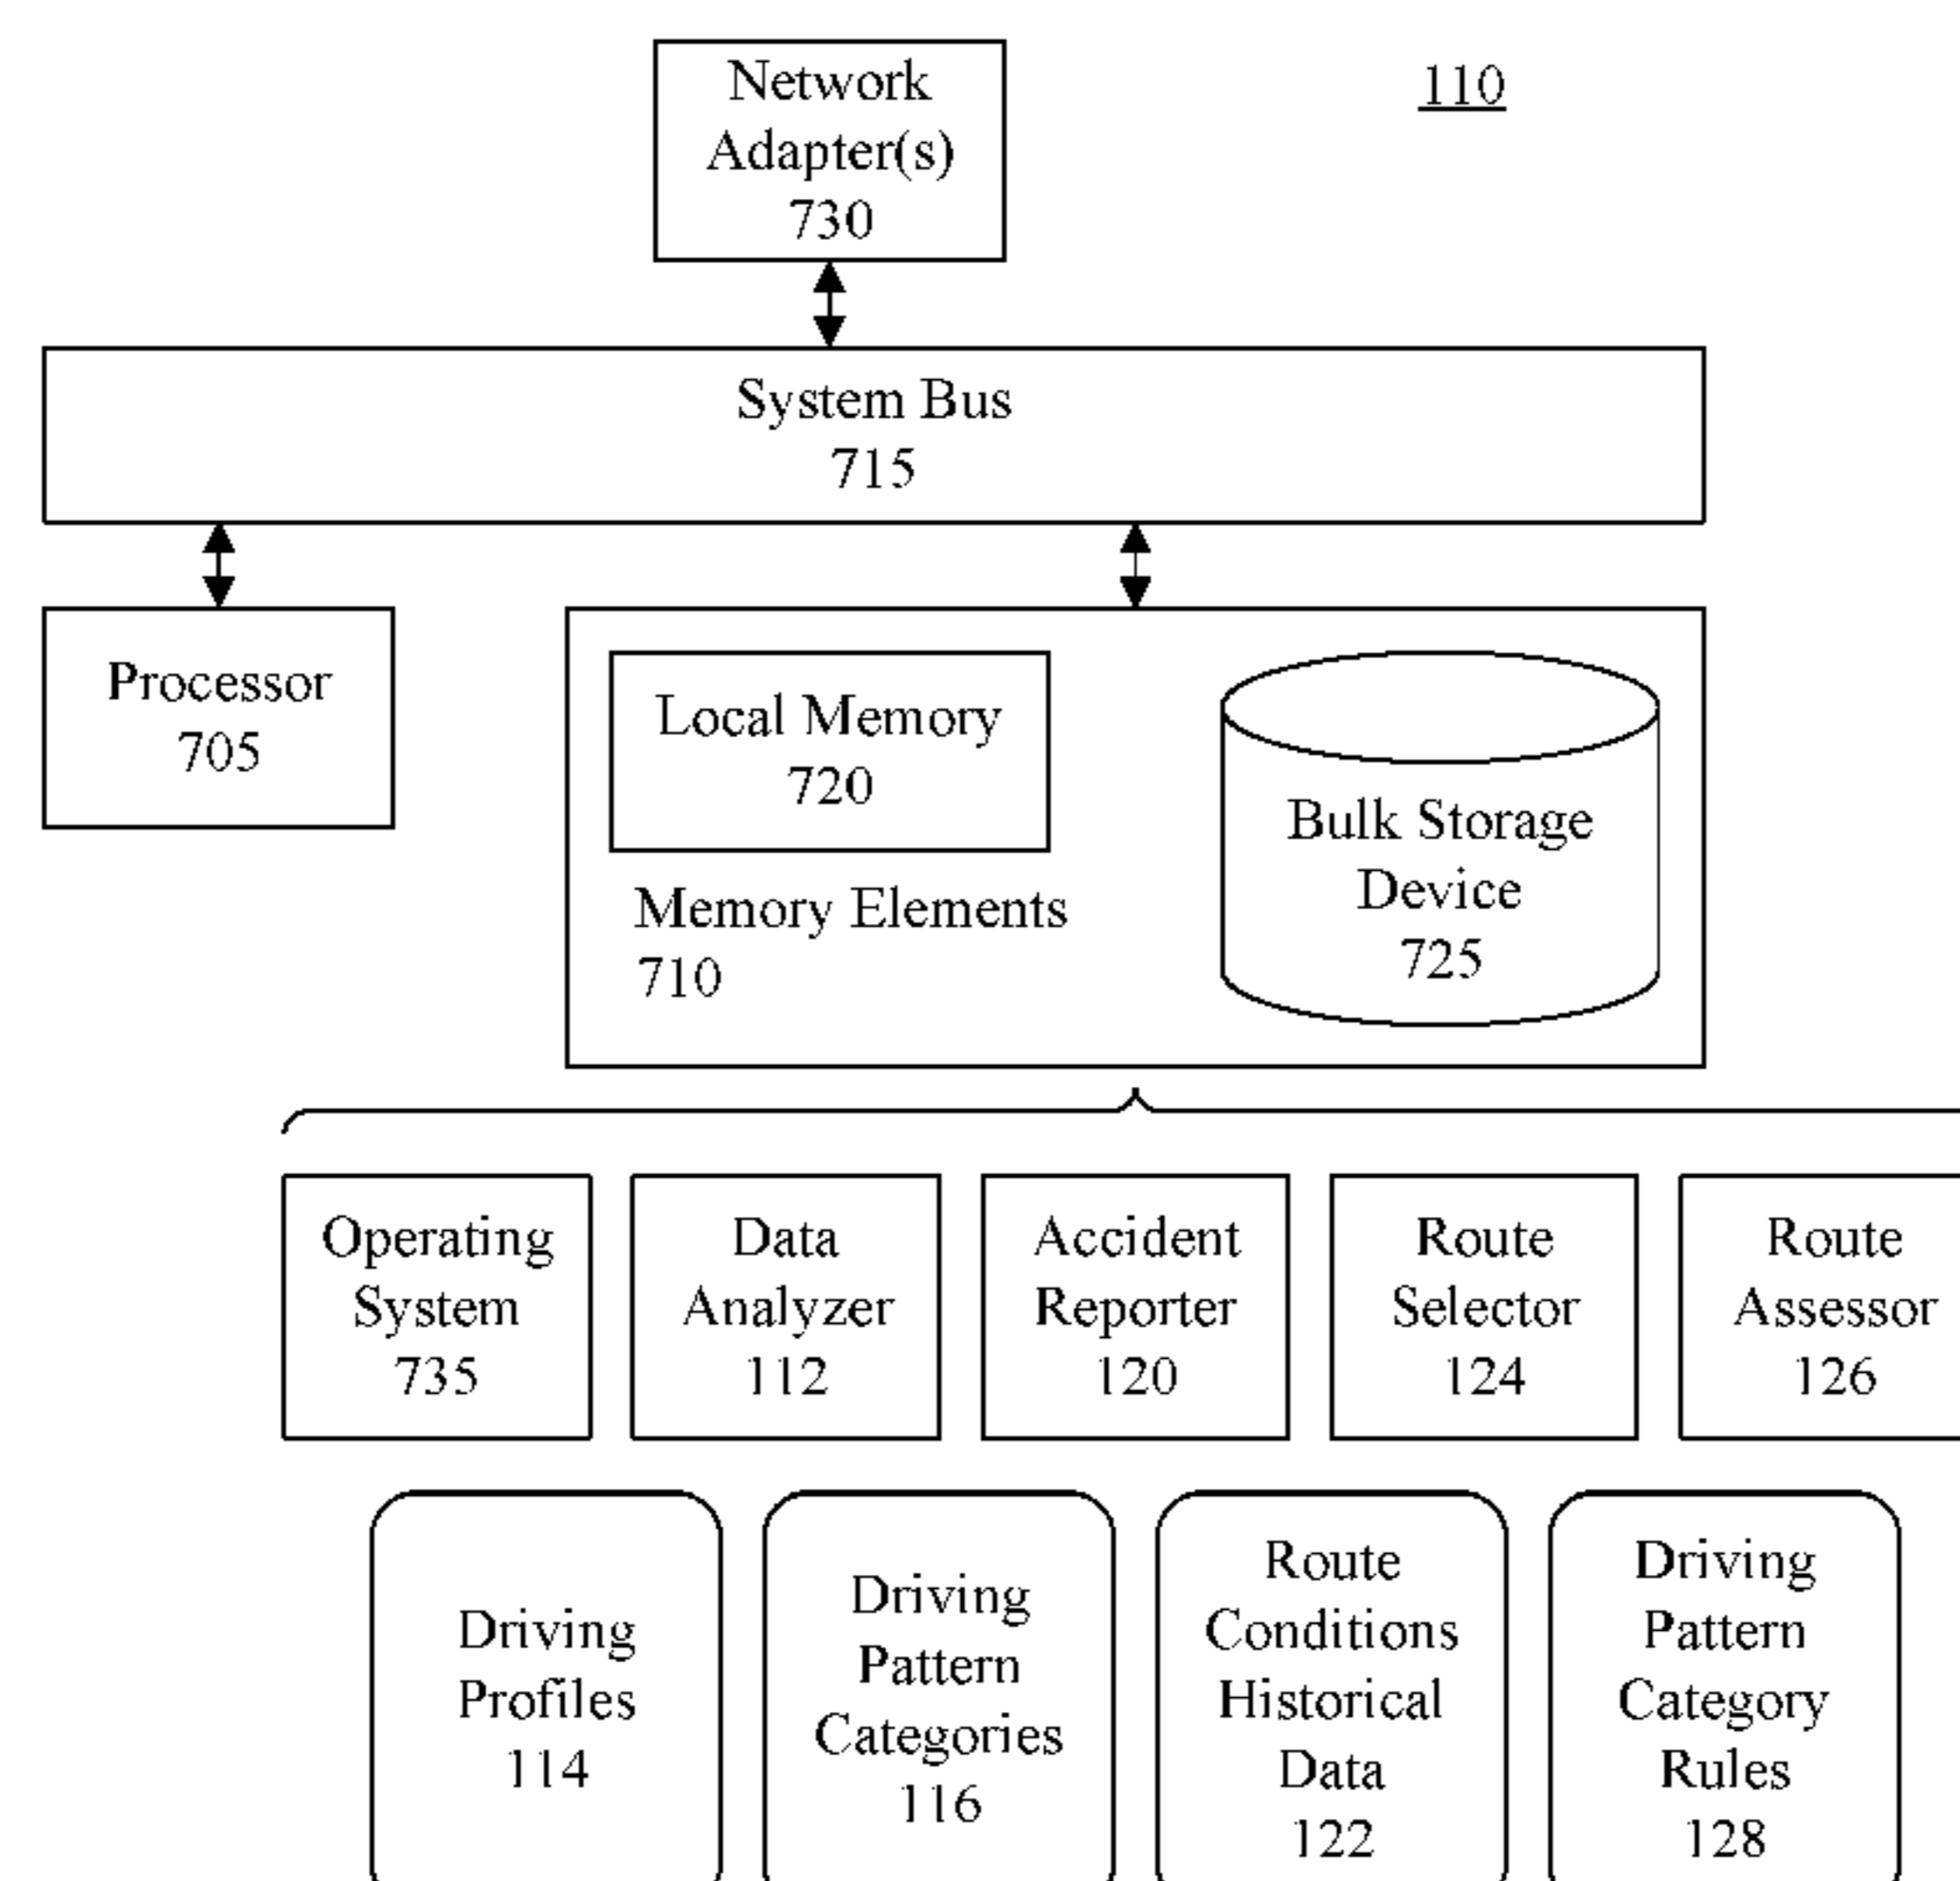 Network
Adapter(s)
730
110
System Bus
715
Processor
705
Local Memory
720
Memory Elements
710
Bulk Storage
Device
725
Operating
System
735
Data
Analyzer
112
Accident
Reporter
120
Route
Selector
124
Route
Assessor
126
Driving
Profiles
114
Driving
Pattern
Categories
116
Route
Conditions
Historical
Data
122
Driving
Pattern
Category
Rules
128